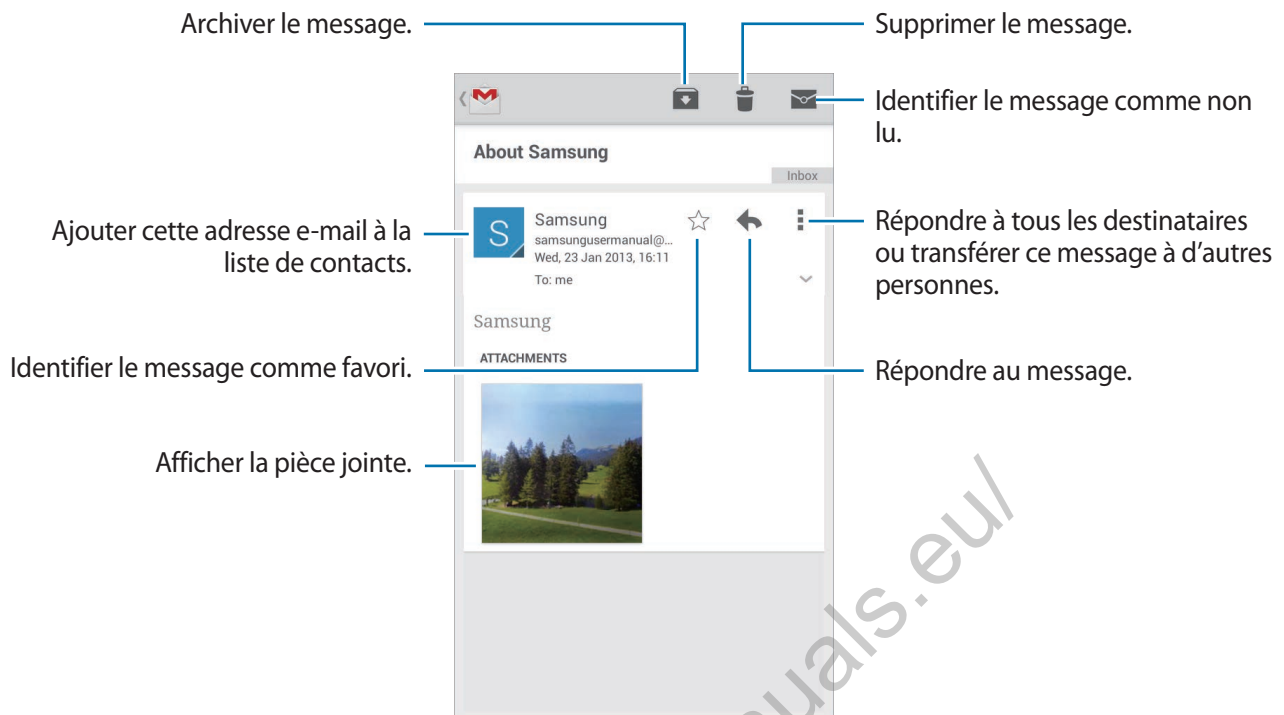 Archiver le message.
Supprimer le message.
Identifier le message comme non
lu.
About Samsung
Inbox
Ajouter cette adresse e-mail à la
liste de contacts.
S
Samsung
samsungusermanual@...
Wed, 23 Jan 2013, 16:11
To: me
Répondre à tous les destinataires
ou transférer ce message à d'autres
personnes.
Samsung
ATTACHMENTS
Identifier le message comme favori.
Répondre au message.
Afficher la pièce jointe.
uals.eu/